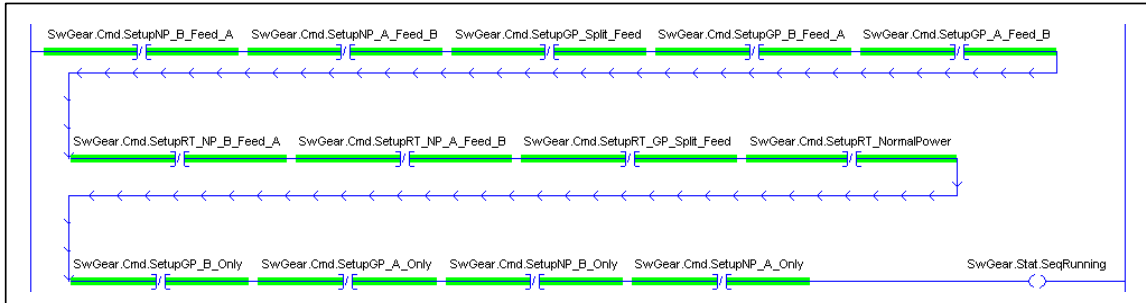 SwGear.Cmd.SetupNP_B_Feed_A SwGear.Cmd.SetupNP_A_Feed_B SwGear.Cmd.SetupGP_Split_Feed SwGear.Cmd.SetupGP_B_Feed_A SwGear.Cmd.SetupGP_A_Feed_B
SwGear.Cmd.SetupRT_NP_B_Feed_A SwGear.Cmd.SetupRT_NP_A_Feed_B SwGear.Cmd.SetupRT_GP_Split_Feed SwGear.Cmd.SetupRT_NormalPower
SwGear.Cmd.SetupGP_B_Only SwGear.Cmd.SetupGP_A_Only SwGear.Cmd.SetupNP_B_Only SwGear.Cmd.SetupNP_A_Only SwGear.Stat.SeqRunning